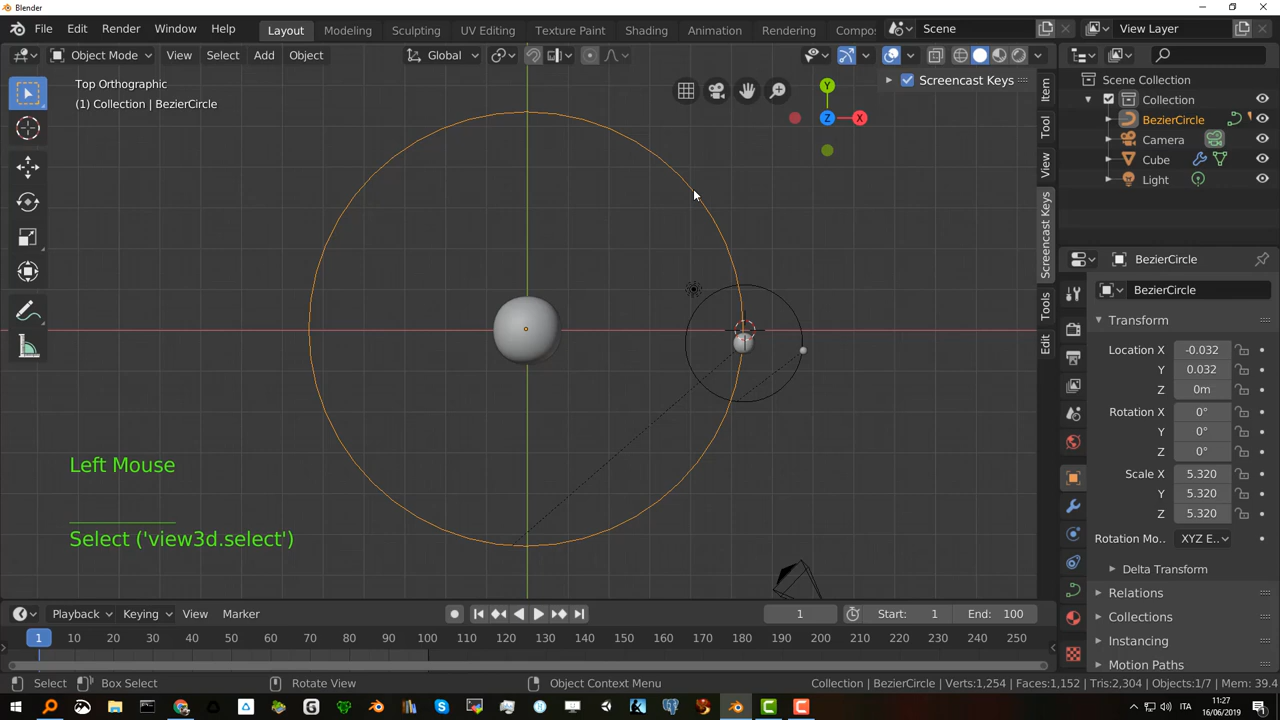 Blender
File Edit Render Window Help Layout Modeling Sculpting UV Editing Texture Paint Shading Animation Rendering Compos Scene View Layer
Object Mode View Select Add Object Global
Top Orthographic
(1) Collection | BezierCircle
Screencast Keys
Y
Z
X
Item
Tool
View
Screencast Keys
Tools
Edit
Scene Collection
Collection
BezierCircle
Camera
Cube
Light
BezierCircle
BezierCircle
Transform
Location X -0.032
Y 0.032
Z 0m
Rotation X 0°
Y 0°
Z 0°
Scale X 5.320
Y 5.320
Z 5.320
Rotation Mo.. XYZ E..
Delta Transform
Relations
Collections
Instancing
Motion Paths
Left Mouse
Select ('view3d.select')
Playback Keying View Marker 1 Start: 1 End: 100
1 10 20 30 40 50 60 70 80 90 100 110 120 130 140 150 160 170 180 190 200 210 220 230 240 250
Select Box Select Rotate View Object Context Menu Collection | BezierCircle | Verts:1,254 | Faces:1,152 | Tris:2,304 | Objects:1/7 | Mem: 39.4
ITA
11:27
16/06/2019